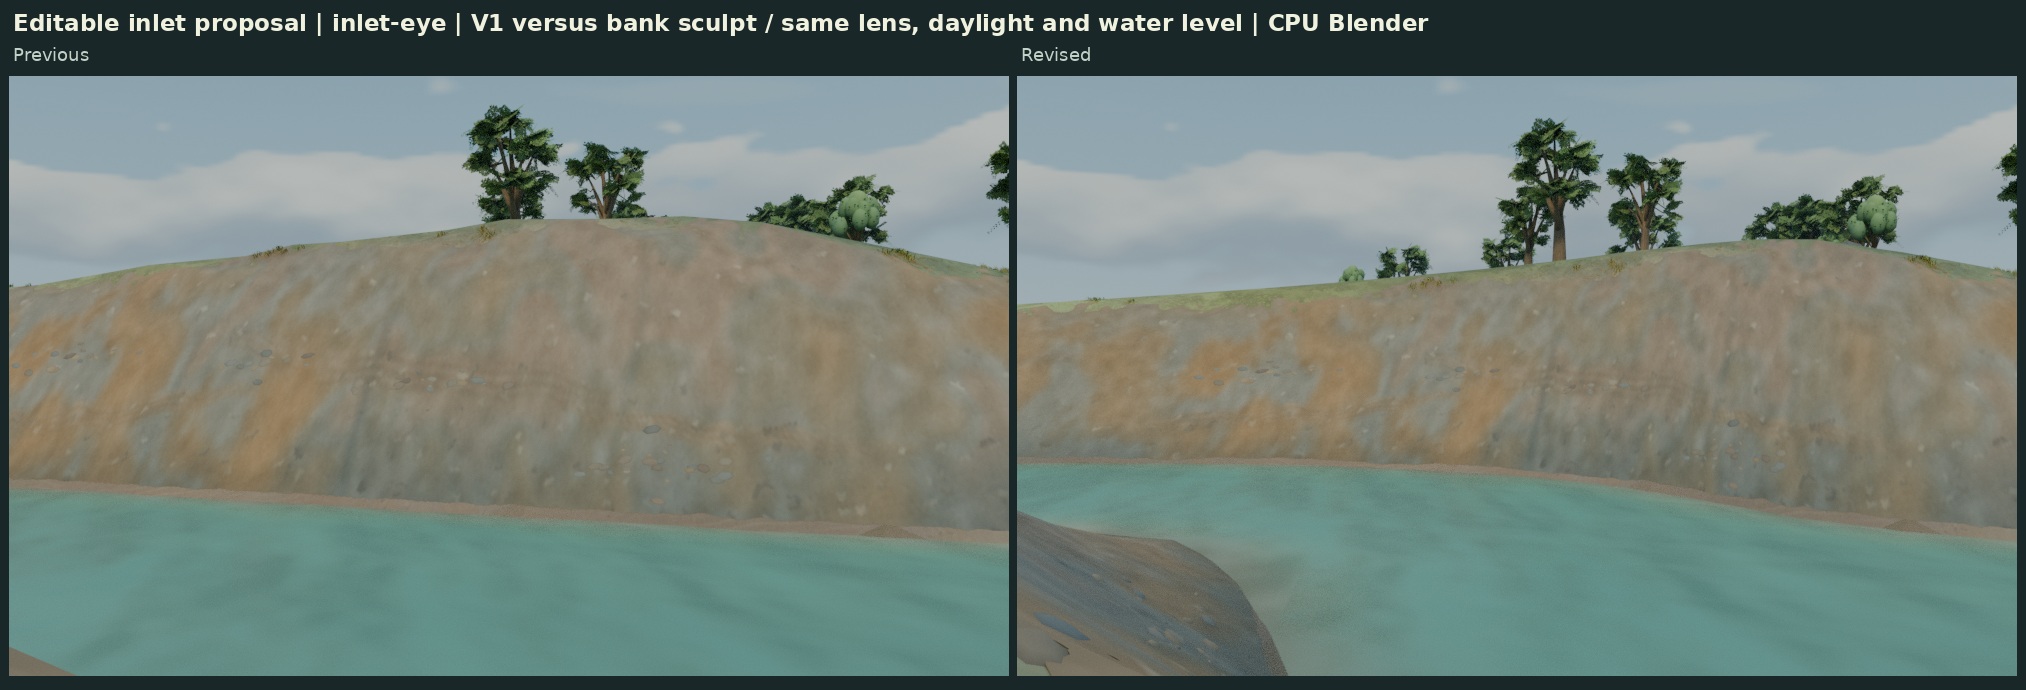 Editable inlet proposal | inlet-eye | V1 versus bank sculpt / same lens, daylight and water level | CPU Blender
Previous
Revised